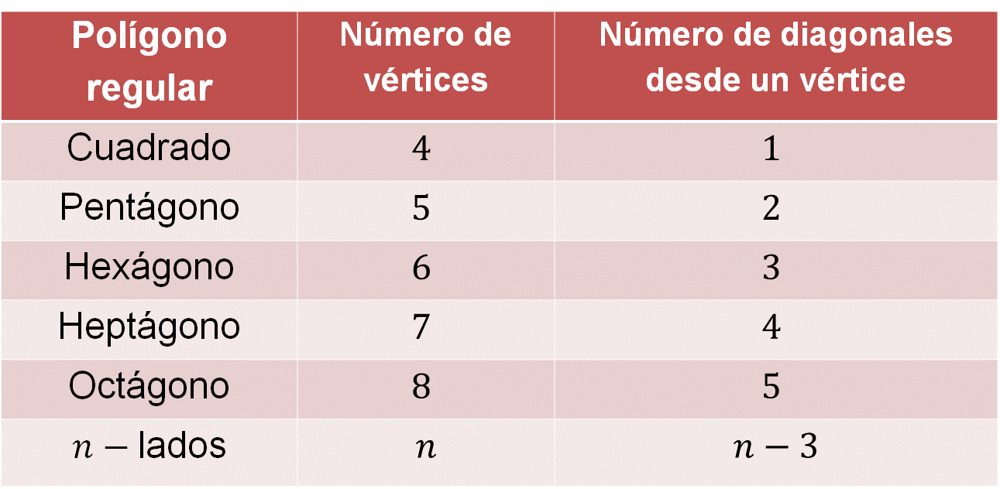 Polígono
regular
Número de
vértices
Número de diagonales
desde un vértice
Cuadrado 4 1
Pentágono 5 2
Hexágono 6 3
Heptágono 7 4
Octágono 8 5
n − lados n n − 3